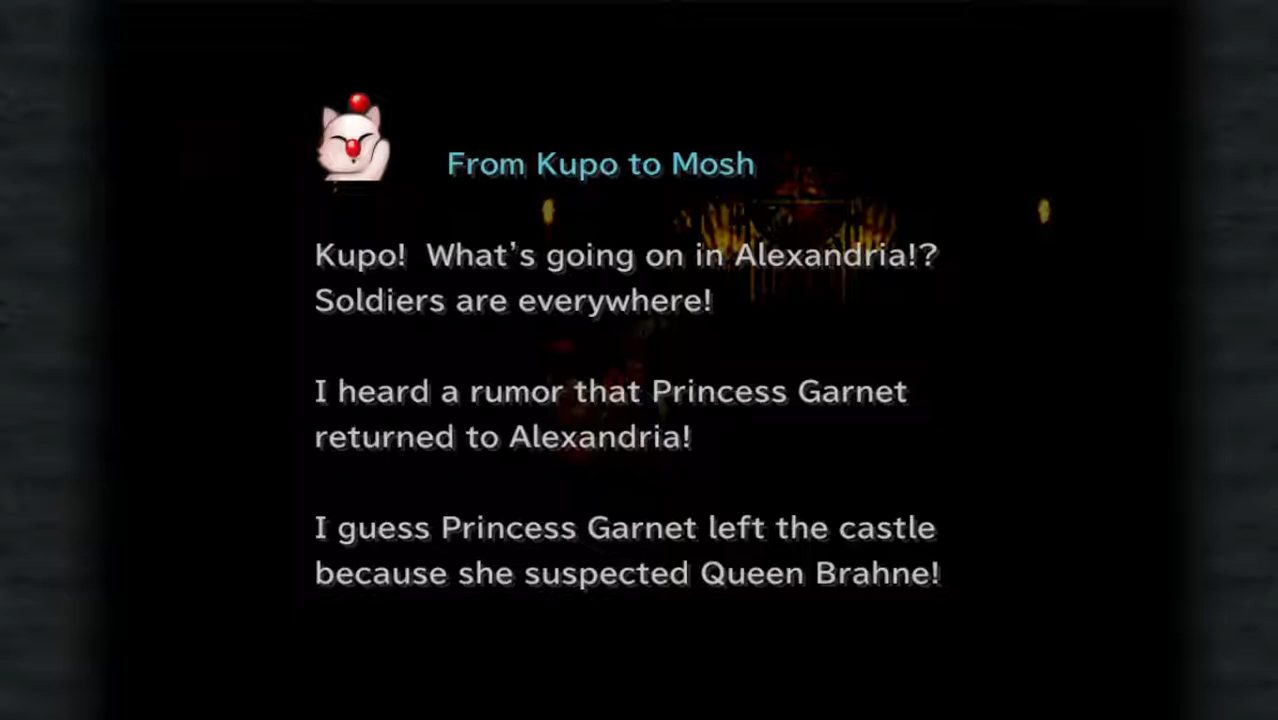 From Kupo to Mosh
Kupo!  What's going on in Alexandria!?
Soldiers are everywhere!
I heard a rumor that Princess Garnet
returned to Alexandria!
I guess Princess Garnet left the castle
because she suspected Queen Brahne!